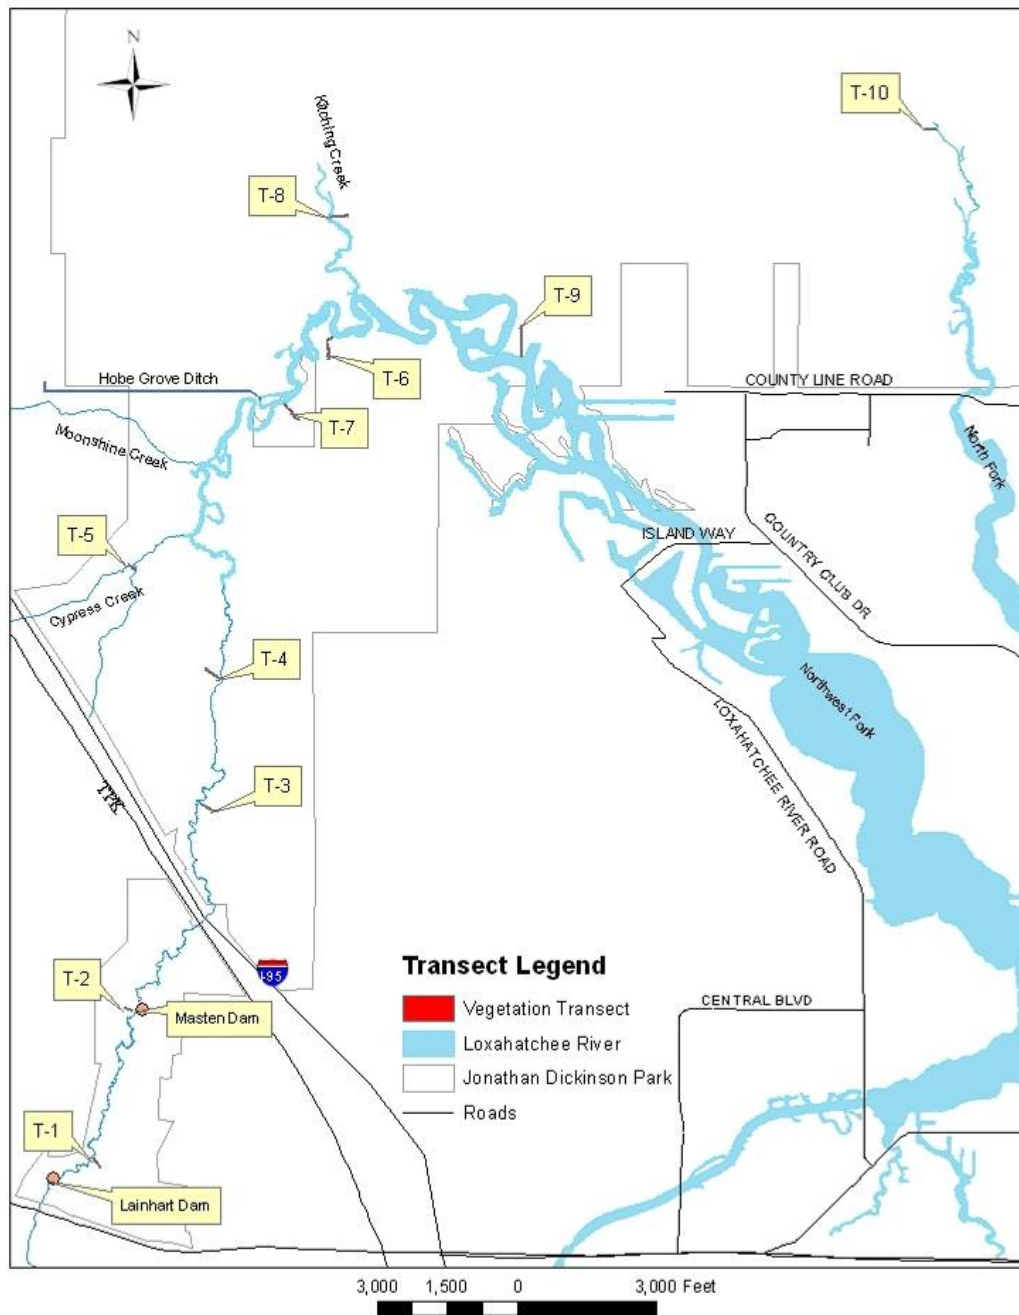 N
T-10
Kitching Creek
T-8
T-9
T-6
Hobe Grove Ditch
COUNTY LINE ROAD
T-7
Moonshine Creek
North Fork
T-5
ISLAND WAY
COUNTRY CLUB DR
Cypress Creek
T-4
Northwest Fork
LOXAHATCHEE RIVER ROAD
T-3
TPK
Transect Legend
I-95
T-2
Vegetation Transect
CENTRAL BLVD
Masten Dam
Loxahatchee River
Jonathan Dickinson Park
Roads
T-1
Lainhart Dam
3,000 1,500 0 3,000 Feet